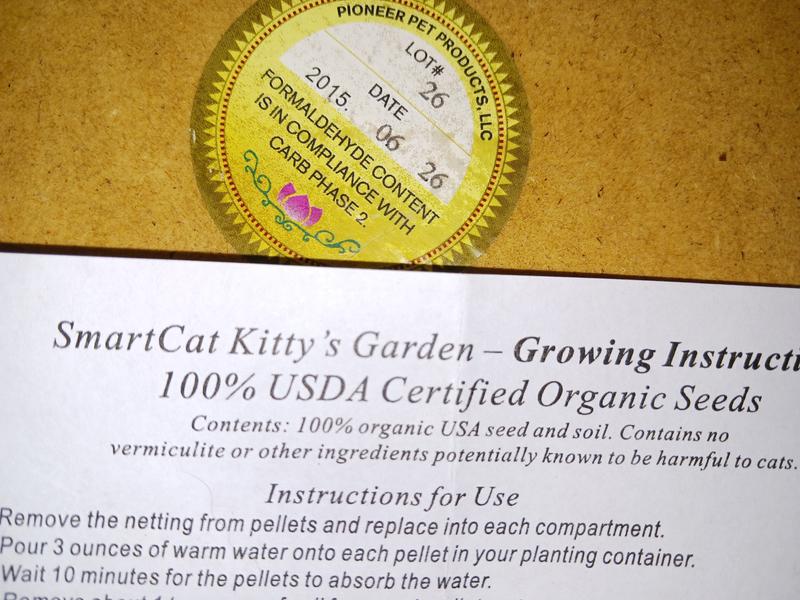 PIONEER PET PRODUCTS, LLC
LOT#
26
DATE
2015. 06 26
FORMALDEHYDE CONTENT
IS IN COMPLIANCE WITH
CARB PHASE 2.
SmartCat Kitty's Garden – Growing Instructi
100% USDA Certified Organic Seeds
Contents: 100% organic USA seed and soil. Contains no
vermiculite or other ingredients potentially known to be harmful to cats.
Instructions for Use
Remove the netting from pellets and replace into each compartment.
Pour 3 ounces of warm water onto each pellet in your planting container.
Wait 10 minutes for the pellets to absorb the water.